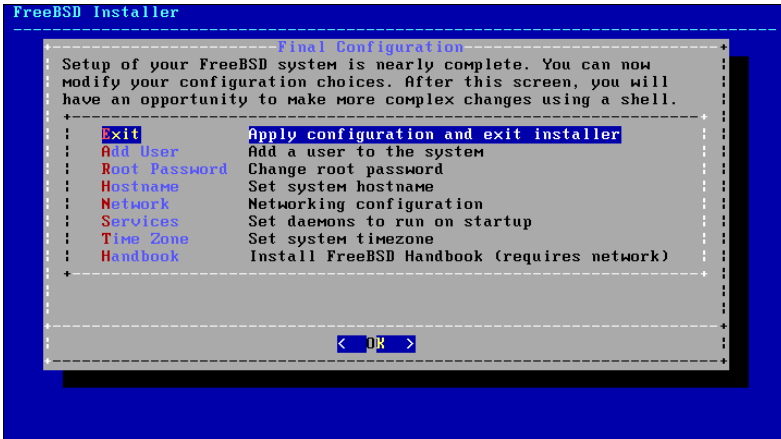 FreeBSD Installer
Final Configuration
Setup of your FreeBSD system is nearly complete. You can now
modify your configuration choices. After this screen, you will
have an opportunity to make more complex changes using a shell.
Exit Apply configuration and exit installer
Add User Add a user to the system
Root Password Change root password
Hostname Set system hostname
Network Networking configuration
Services Set daemons to run on startup
Time Zone Set system timezone
Handbook Install FreeBSD Handbook (requires network)
< OK >